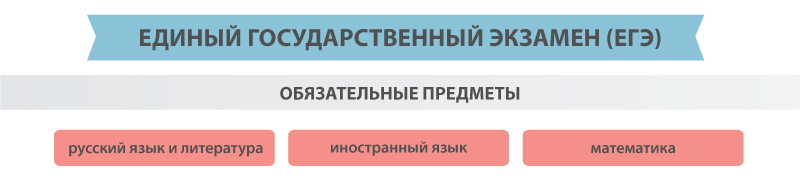 ЕДИНЫЙ ГОСУДАРСТВЕННЫЙ ЭКЗАМЕН (ЕГЭ)
ОБЯЗАТЕЛЬНЫЕ ПРЕДМЕТЫ
русский язык и литература
иностранный язык
математика